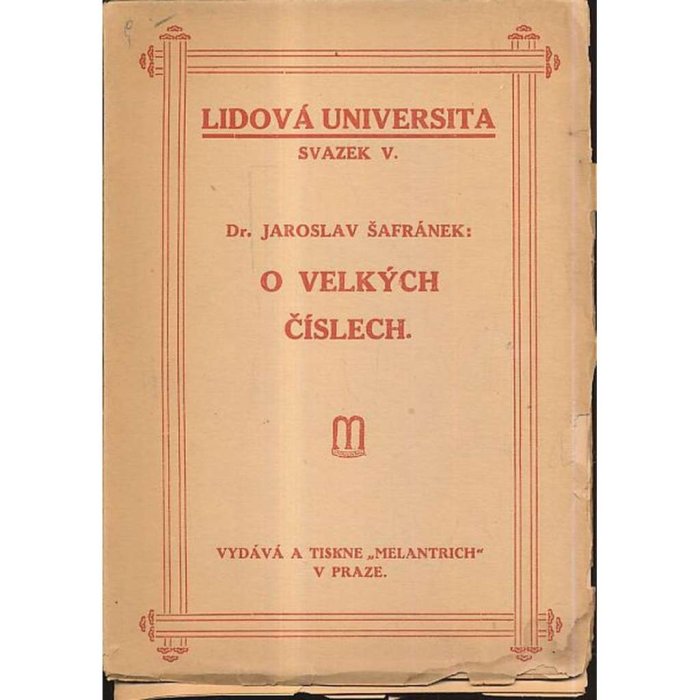 LIDOVÁ UNIVERSITA
SVAZEK V.
Dr. JAROSLAV ŠAFRÁNEK:
O VELKÝCH
ČÍSLECH.
M
VYDÁVÁ A TISKNE „MELANTRICH“
V PRAZE.